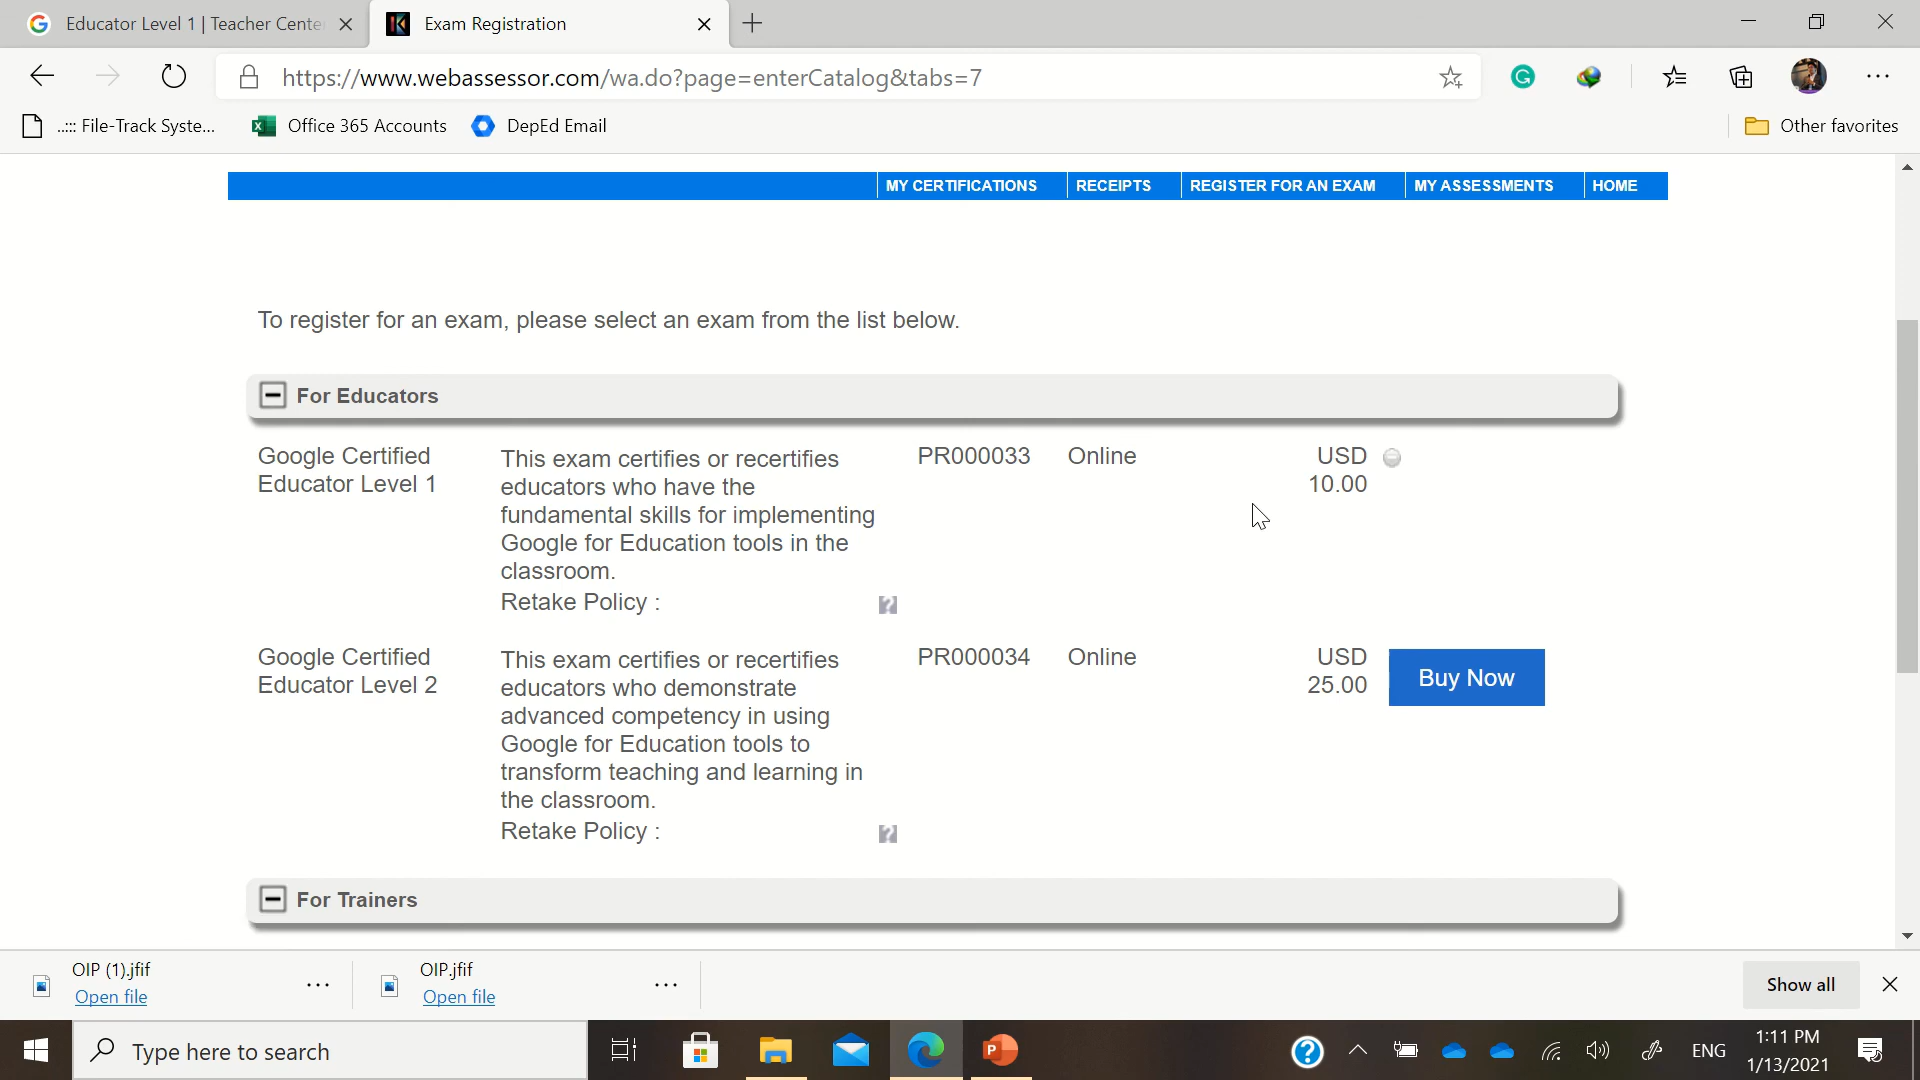 Educator Level 1 | Teacher Cente
Exam Registration
https://www.webassessor.com/wa.do?page=enterCatalog&tabs=7
..::: File-Track Syste...
Office 365 Accounts
DepEd Email
Other favorites
MY CERTIFICATIONS
RECEIPTS
REGISTER FOR AN EXAM
MY ASSESSMENTS
HOME
To register for an exam, please select an exam from the list below.
For Educators
Google Certified
Educator Level 1
This exam certifies or recertifies
educators who have the
fundamental skills for implementing
Google for Education tools in the
classroom.
Retake Policy :
PR000033
Online
USD
10.00
Google Certified
Educator Level 2
This exam certifies or recertifies
educators who demonstrate
advanced competency in using
Google for Education tools to
transform teaching and learning in
the classroom.
Retake Policy :
PR000034
Online
USD
25.00
Buy Now
For Trainers
OIP (1).jfif
Open file
OIP.jfif
Open file
Show all
Type here to search
ENG
1:11 PM
1/13/2021